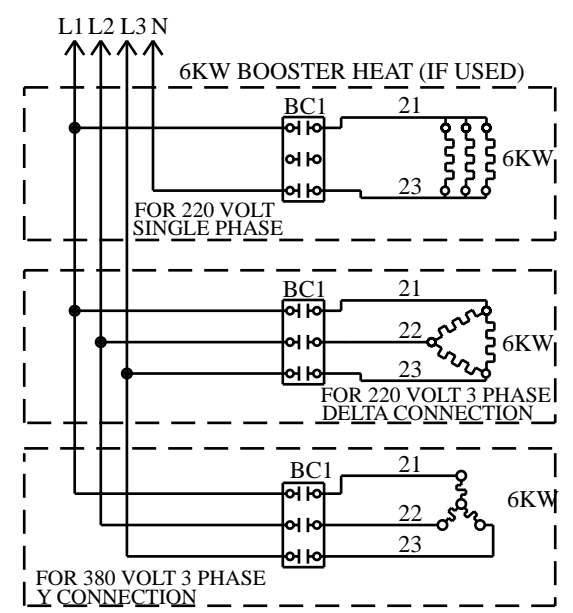 L1 L2 L3 N
6KW BOOSTER HEAT (IF USED)
BC1
21
6KW
23
FOR 220 VOLT
SINGLE PHASE
BC1
21
22
6KW
23
FOR 220 VOLT 3 PHASE
DELTA CONNECTION
BC1
21
6KW
22
23
FOR 380 VOLT 3 PHASE
Y CONNECTION